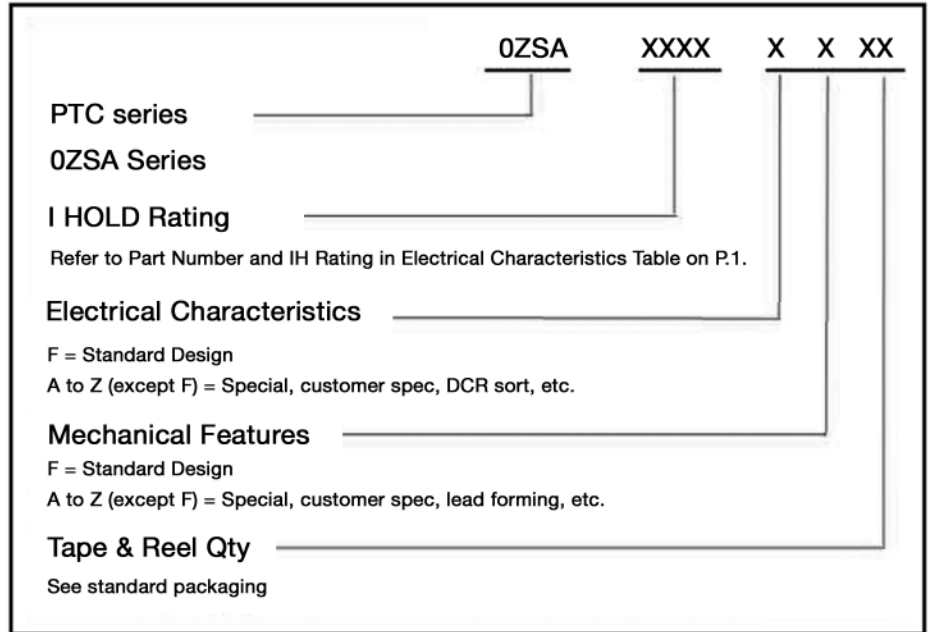 0ZSA XXXX X X XX
PTC series
0ZSA Series
I HOLD Rating
Refer to Part Number and IH Rating in Electrical Characteristics Table on P.1.
Electrical Characteristics
F = Standard Design
A to Z (except F) = Special, customer spec, DCR sort, etc.
Mechanical Features
F = Standard Design
A to Z (except F) = Special, customer spec, lead forming, etc.
Tape & Reel Qty
See standard packaging